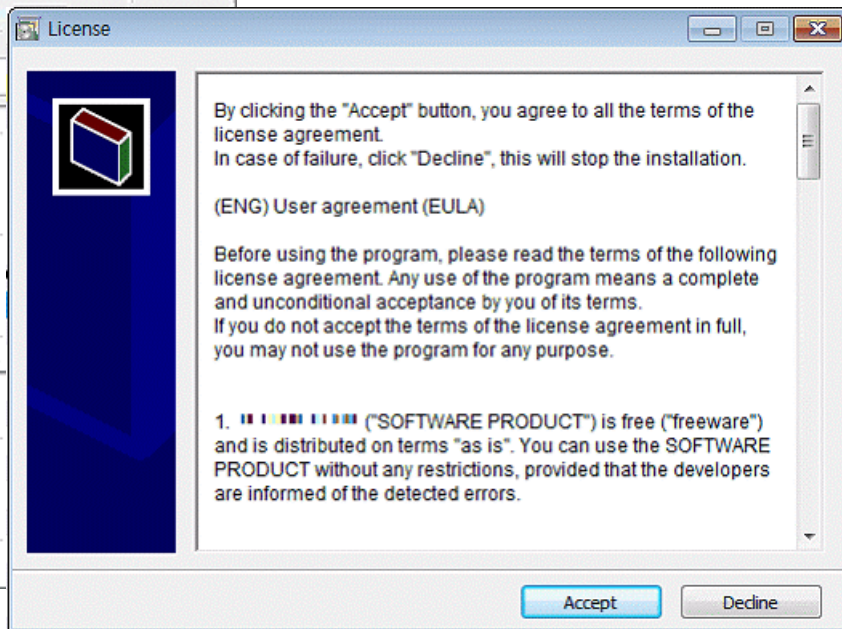 License
By clicking the "Accept" button, you agree to all the terms of the
license agreement.
In case of failure, click "Decline", this will stop the installation.
(ENG) User agreement (EULA)
Before using the program, please read the terms of the following
license agreement. Any use of the program means a complete
and unconditional acceptance by you of its terms.
If you do not accept the terms of the license agreement in full,
you may not use the program for any purpose.
1. ("SOFTWARE PRODUCT") is free ("freeware")
and is distributed on terms "as is". You can use the SOFTWARE
PRODUCT without any restrictions, provided that the developers
are informed of the detected errors.
Accept
Decline